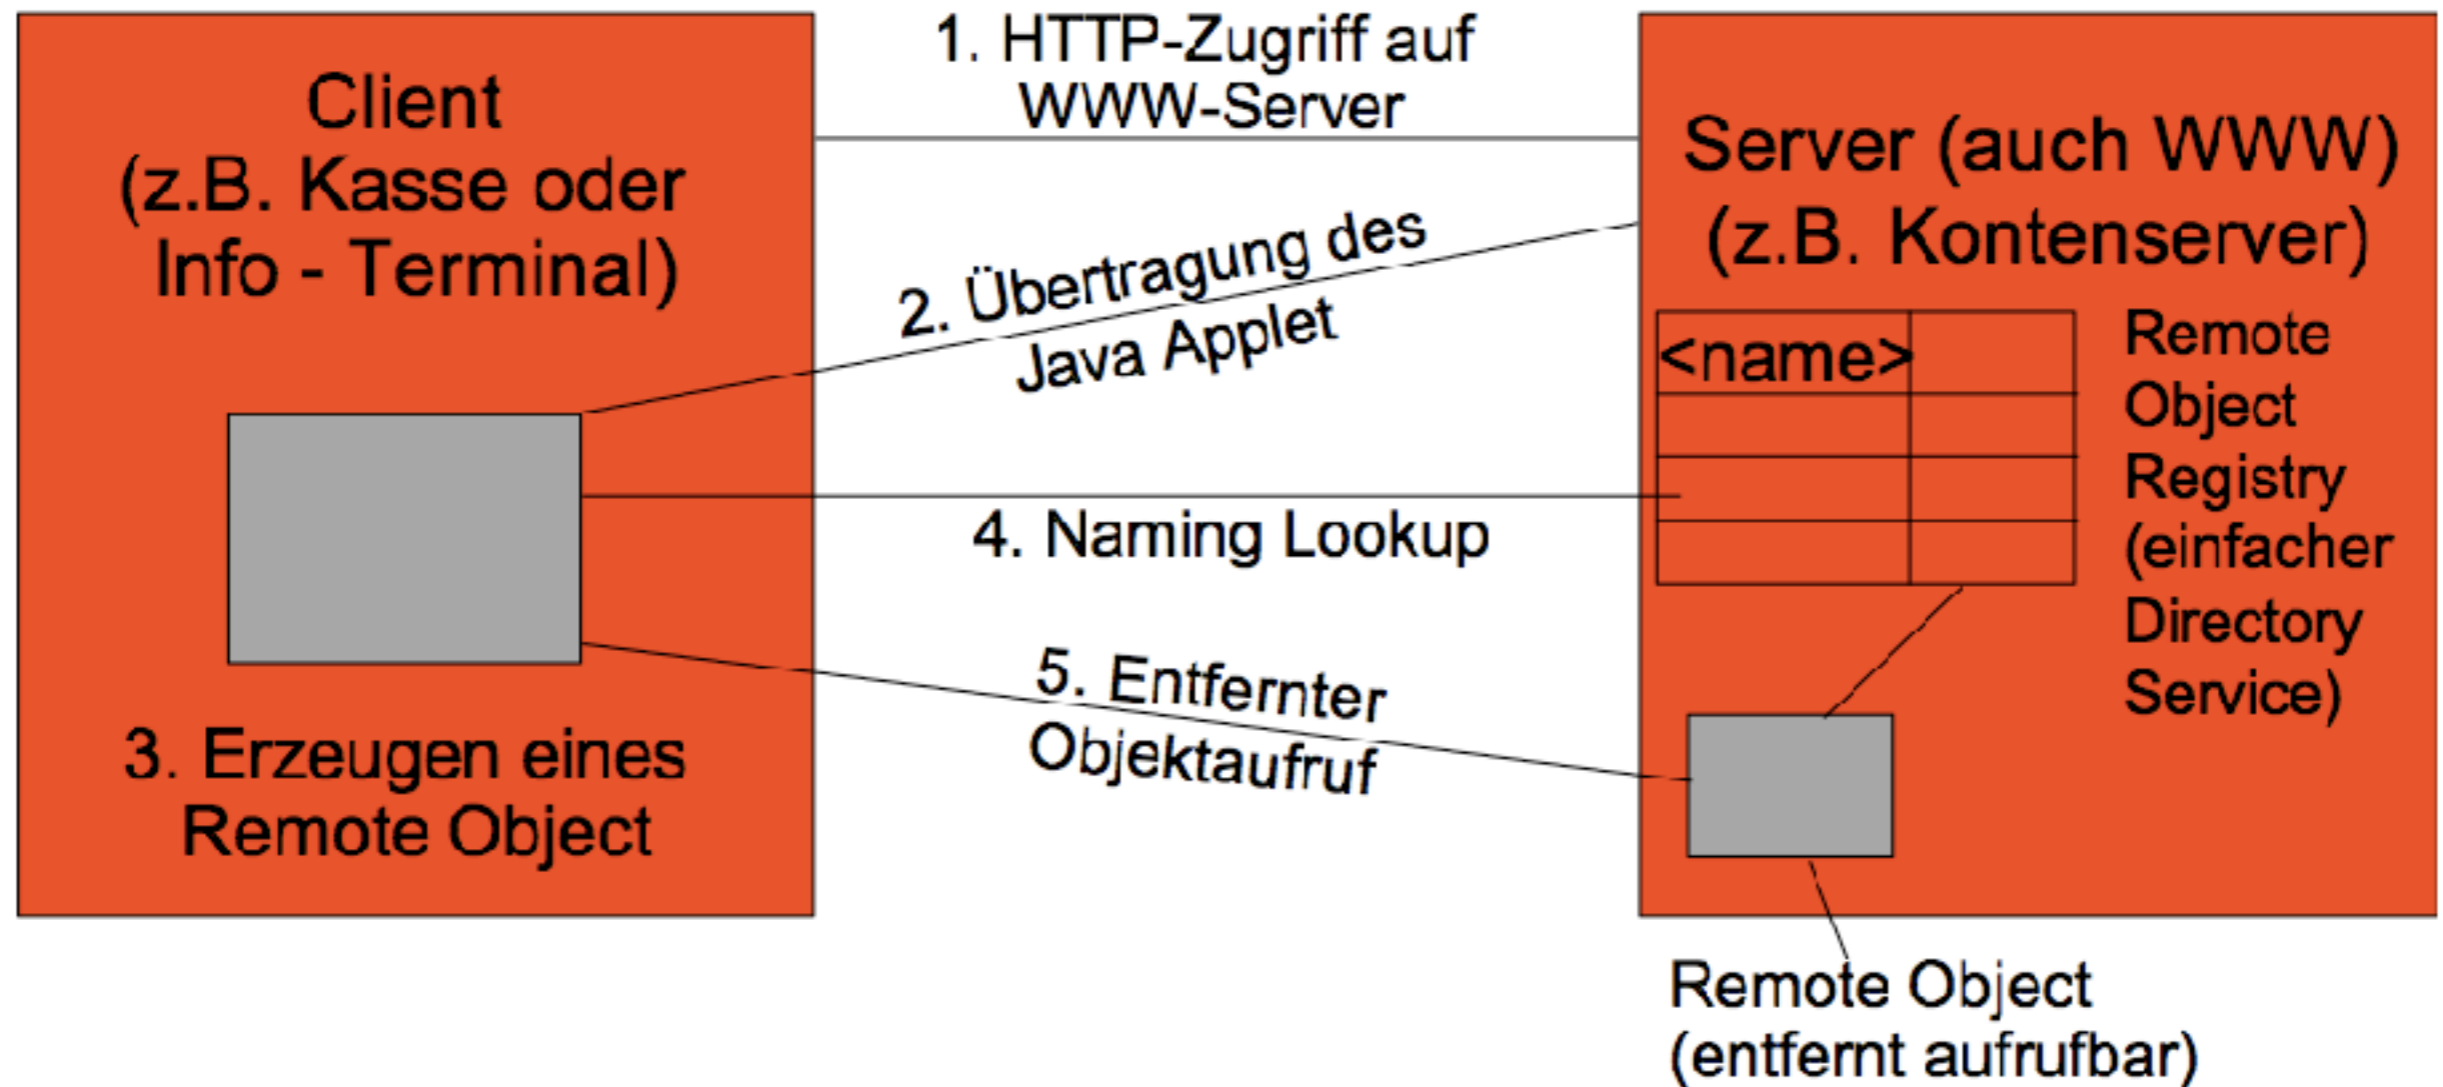 Client
(z.B. Kasse oder
Info - Terminal)
1. HTTP-Zugriff auf
WWW-Server
2. Übertragung des
Java Applet
3. Erzeugen eines
Remote Object
4. Naming Lookup
5. Entfernter
Objektaufruf
Server (auch WWW)
(z.B. Kontenserver)
<name>
Remote
Object
Registry
(einfacher
Directory
Service)
Remote Object
(entfernt aufrufbar)